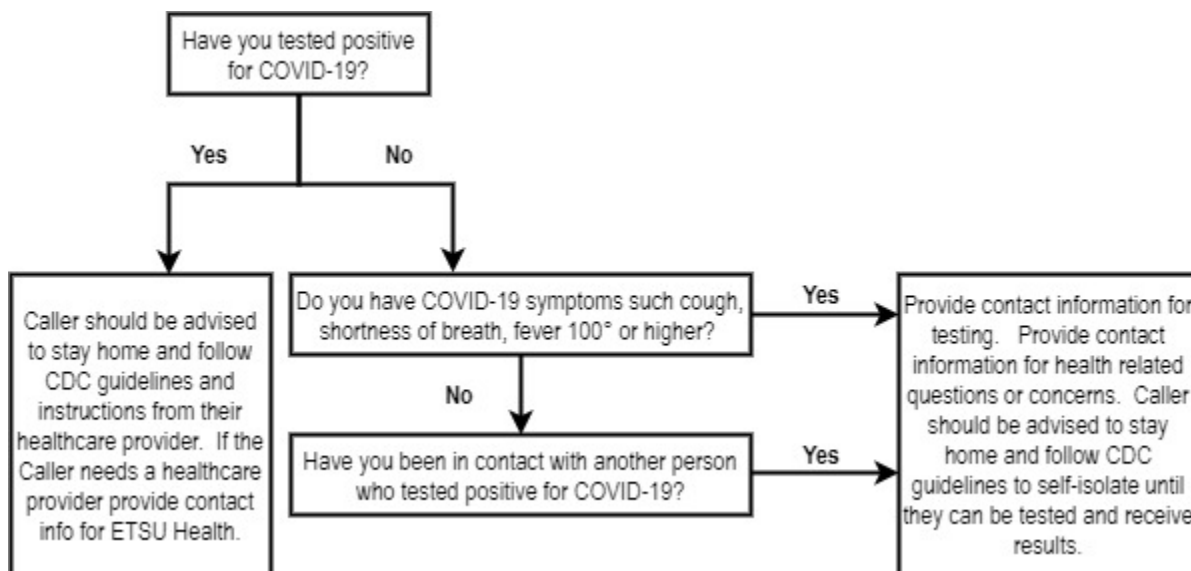 Have you tested positive
for COVID-19?
Yes
No
Caller should be advised
to stay home and follow
CDC guidelines and
instructions from their
healthcare provider. If the
Caller needs a healthcare
provider provide contact
info for ETSU Health.
Do you have COVID-19 symptoms such cough,
shortness of breath, fever 100° or higher?
Yes
No
Have you been in contact with another person
who tested positive for COVID-19?
Yes
Provide contact information for
testing. Provide contact
information for health related
questions or concerns. Caller
should be advised to stay
home and follow CDC
guidelines to self-isolate until
they can be tested and receive
results.